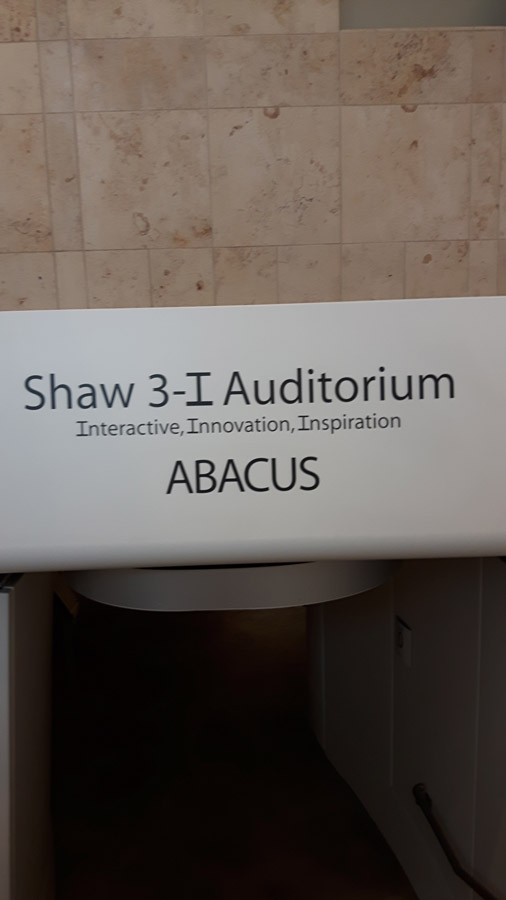 Shaw 3-I Auditorium
Interactive, Innovation, Inspiration
ABACUS